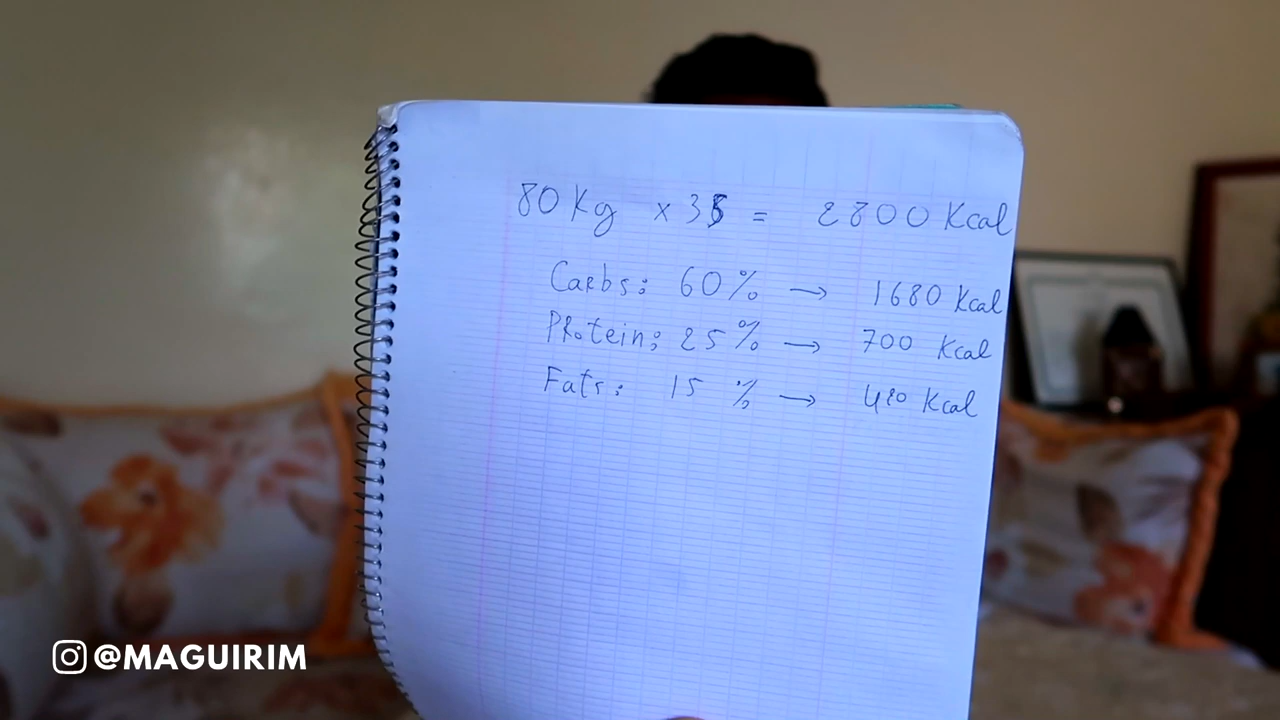 80 Kg x 35 = 2800 Kcal
Carbs: 60% → 1680 Kcal
PRotein: 25% → 700 Kcal
Fats: 15 % → 420 Kcal
@MAGUIRIM